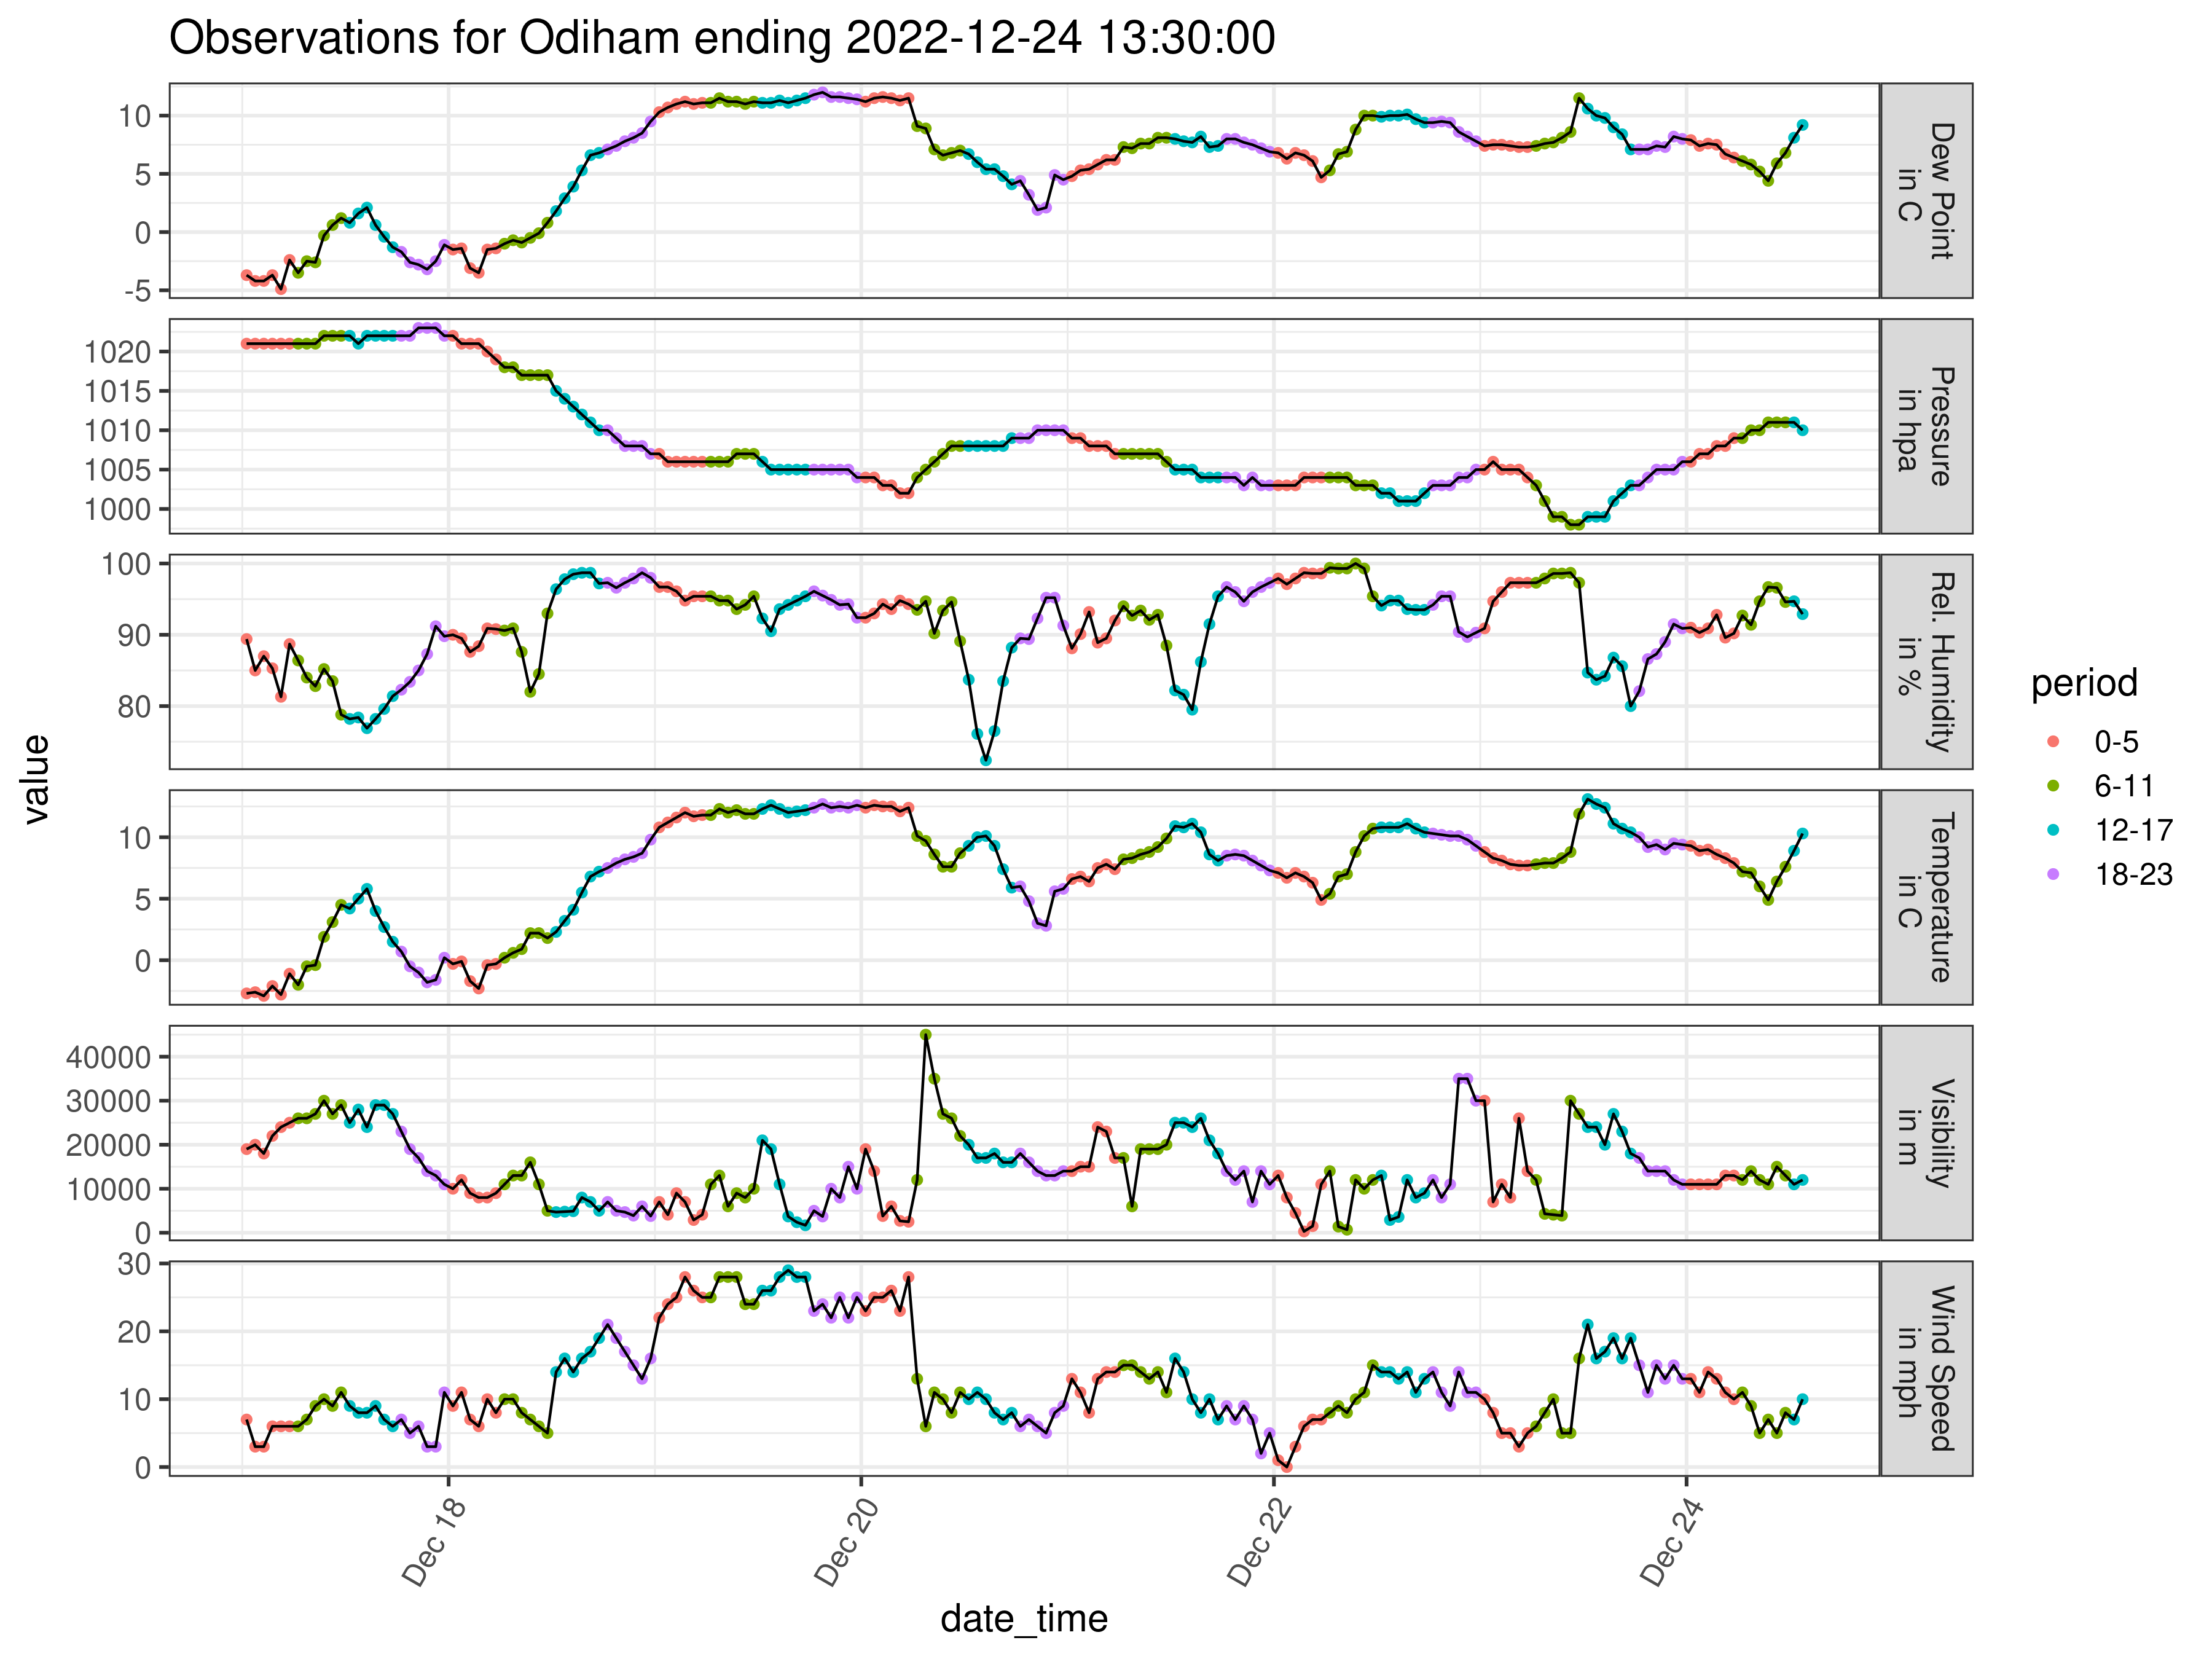 Observations for Odiham ending 2022-12-24 13:30:00
value
10
5
0
-5
Dew Point
in C
1020
1015
1010
1005
1000
Pressure
in hpa
100
90
80
Rel. Humidity
in %
10
5
0
Temperature
in C
40000
30000
20000
10000
0
Visibility
in m
30
20
10
0
Wind Speed
in mph
Dec 18
Dec 20
Dec 22
Dec 24
date_time
period
0-5
6-11
12-17
18-23